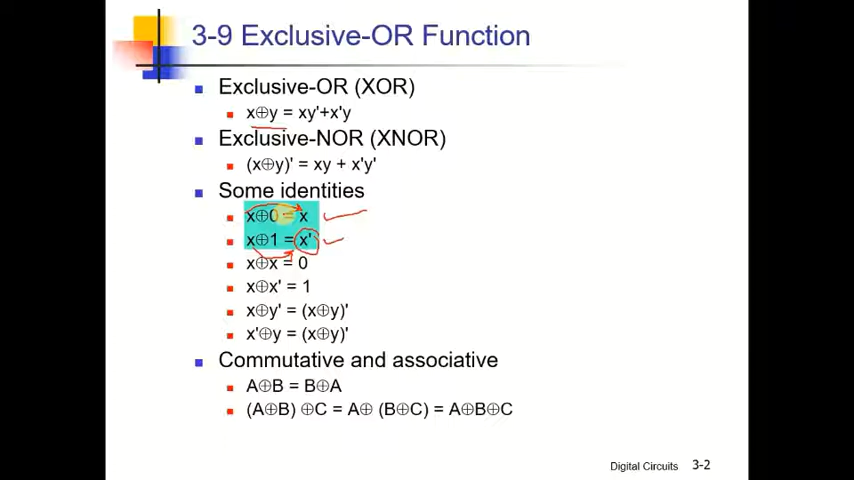 3-9 Exclusive-OR Function
Exclusive-OR (XOR)
x⊕y = xy'+x'y
Exclusive-NOR (XNOR)
(x⊕y)' = xy + x'y'
Some identities
x⊕0 = x
x⊕1 = x'
x⊕x = 0
x⊕x' = 1
x⊕y' = (x⊕y)'
x'⊕y = (x⊕y)'
Commutative and associative
A⊕B = B⊕A
(A⊕B) ⊕C = A⊕ (B⊕C) = A⊕B⊕C
Digital Circuits 3-2